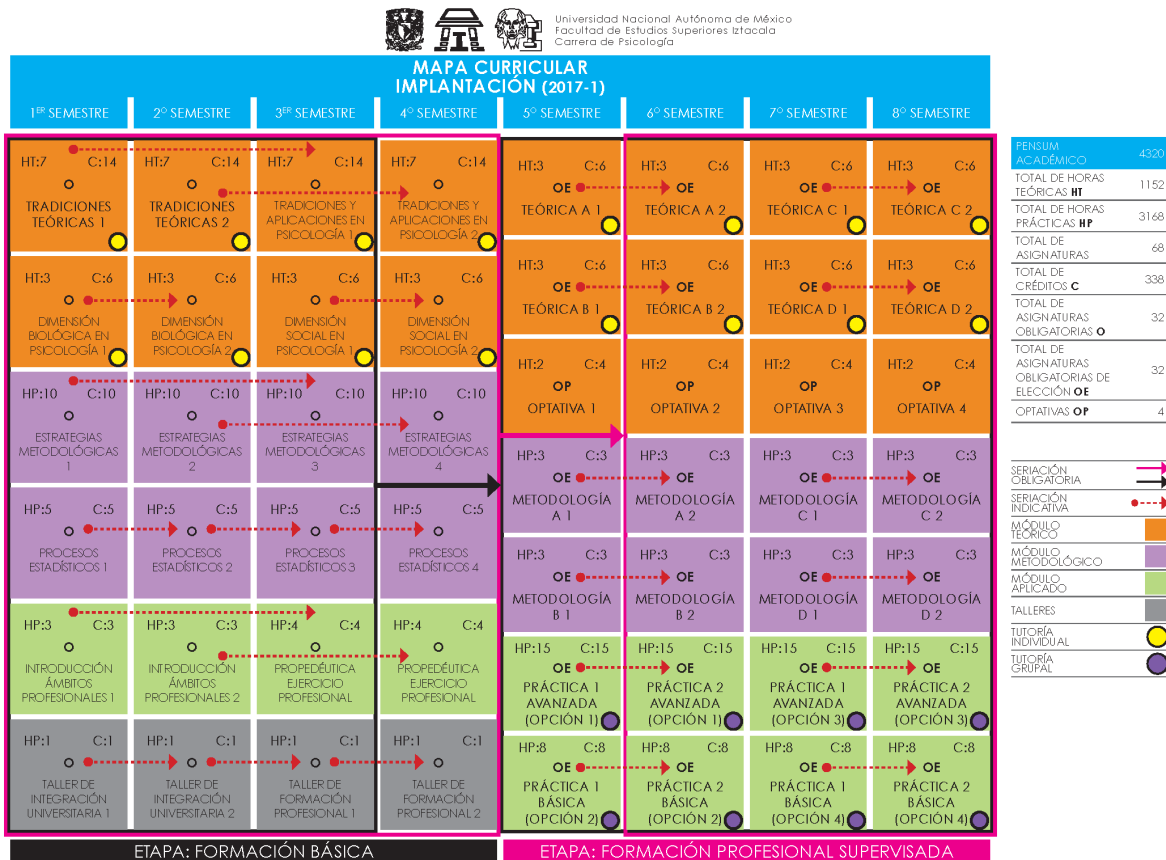 Universidad Nacional Autónoma de México
Facultad de Estudios Superiores Iztacala
Carrera de Psicología
MAPA CURRICULAR
IMPLANTACIÓN (2017-1)
1ER SEMESTRE
2O SEMESTRE
3ER SEMESTRE
4O SEMESTRE
5O SEMESTRE
6O SEMESTRE
7O SEMESTRE
8O SEMESTRE
HT:7 C:14
O
TRADICIONES
TEÓRICAS 1
HT:7 C:14
O
TRADICIONES
TEÓRICAS 2
HT:7 C:14
O
TRADICIONES Y
APLICACIONES EN
PSICOLOGÍA 1
HT:7 C:14
O
TRADICIONES Y
APLICACIONES EN
PSICOLOGÍA 2
HT:3 C:6
O
DIMENSIÓN
BIOLÓGICA EN
PSICOLOGÍA 1
HT:3 C:6
O
DIMENSIÓN
BIOLÓGICA EN
PSICOLOGÍA 2
HT:3 C:6
O
DIMENSIÓN
SOCIAL EN
PSICOLOGÍA 1
HT:3 C:6
O
DIMENSIÓN
SOCIAL EN
PSICOLOGÍA 2
HP:10 C:10
O
ESTRATEGIAS
METODOLÓGICAS
1
HP:10 C:10
O
ESTRATEGIAS
METODOLÓGICAS
2
HP:10 C:10
O
ESTRATEGIAS
METODOLÓGICAS
3
HP:10 C:10
O
ESTRATEGIAS
METODOLÓGICAS
4
HP:5 C:5
O
PROCESOS
ESTADÍSTICOS 1
HP:5 C:5
O
PROCESOS
ESTADÍSTICOS 2
HP:5 C:5
O
PROCESOS
ESTADÍSTICOS 3
HP:5 C:5
O
PROCESOS
ESTADÍSTICOS 4
HP:3 C:3
O
INTRODUCCIÓN
ÁMBITOS
PROFESIONALES 1
HP:3 C:3
O
INTRODUCCIÓN
ÁMBITOS
PROFESIONALES 2
HP:4 C:4
O
PROPEDÉUTICA
EJERCICIO
PROFESIONAL
HP:4 C:4
O
PROPEDÉUTICA
EJERCICIO
PROFESIONAL
HP:1 C:1
O
TALLER DE
INTEGRACIÓN
UNIVERSITARIA 1
HP:1 C:1
O
TALLER DE
INTEGRACIÓN
UNIVERSITARIA 2
HP:1 C:1
O
TALLER DE
FORMACIÓN
PROFESIONAL 1
HP:1 C:1
O
TALLER DE
FORMACIÓN
PROFESIONAL 2
HT:3 C:6
OE
TEÓRICA A 1
HT:3 C:6
OE
TEÓRICA A 2
HT:3 C:6
OE
TEÓRICA C 1
HT:3 C:6
OE
TEÓRICA C 2
HT:3 C:6
OE
TEÓRICA B 1
HT:3 C:6
OE
TEÓRICA B 2
HT:3 C:6
OE
TEÓRICA D 1
HT:3 C:6
OE
TEÓRICA D 2
HT:2 C:4
OP
OPTATIVA 1
HT:2 C:4
OP
OPTATIVA 2
HT:2 C:4
OP
OPTATIVA 3
HT:2 C:4
OP
OPTATIVA 4
HP:3 C:3
OE
METODOLOGÍA
A 1
HP:3 C:3
OE
METODOLOGÍA
A 2
HP:3 C:3
OE
METODOLOGÍA
C 1
HP:3 C:3
OE
METODOLOGÍA
C 2
HP:3 C:3
OE
METODOLOGÍA
B 1
HP:3 C:3
OE
METODOLOGÍA
B 2
HP:3 C:3
OE
METODOLOGÍA
D 1
HP:3 C:3
OE
METODOLOGÍA
D 2
HP:15 C:15
OE
PRÁCTICA 1
AVANZADA
(OPCIÓN 1)
HP:15 C:15
OE
PRÁCTICA 2
AVANZADA
(OPCIÓN 1)
HP:15 C:15
OE
PRÁCTICA 1
AVANZADA
(OPCIÓN 3)
HP:15 C:15
OE
PRÁCTICA 2
AVANZADA
(OPCIÓN 3)
HP:8 C:8
OE
PRÁCTICA 1
BÁSICA
(OPCIÓN 2)
HP:8 C:8
OE
PRÁCTICA 2
BÁSICA
(OPCIÓN 2)
HP:8 C:8
OE
PRÁCTICA 1
BÁSICA
(OPCIÓN 4)
HP:8 C:8
OE
PRÁCTICA 2
BÁSICA
(OPCIÓN 4)
ETAPA: FORMACIÓN BÁSICA
ETAPA: FORMACIÓN PROFESIONAL SUPERVISADA
PENSUM
ACADÉMICO 4320
TOTAL DE HORAS
TEÓRICAS HT 1152
TOTAL DE HORAS
PRÁCTICAS HP 3168
TOTAL DE
ASIGNATURAS 68
TOTAL DE
CRÉDITOS C 338
TOTAL DE
ASIGNATURAS
OBLIGATORIAS O 32
TOTAL DE
ASIGNATURAS
OBLIGATORIAS DE
ELECCIÓN OE 32
OPTATIVAS OP 4
SERIACIÓN
OBLIGATORIA
SERIACIÓN
INDICATIVA
MÓDULO
TEÓRICO
MÓDULO
METODOLÓGICO
MÓDULO
APLICADO
TALLERES
TUTORÍA
INDIVIDUAL
TUTORÍA
GRUPAL